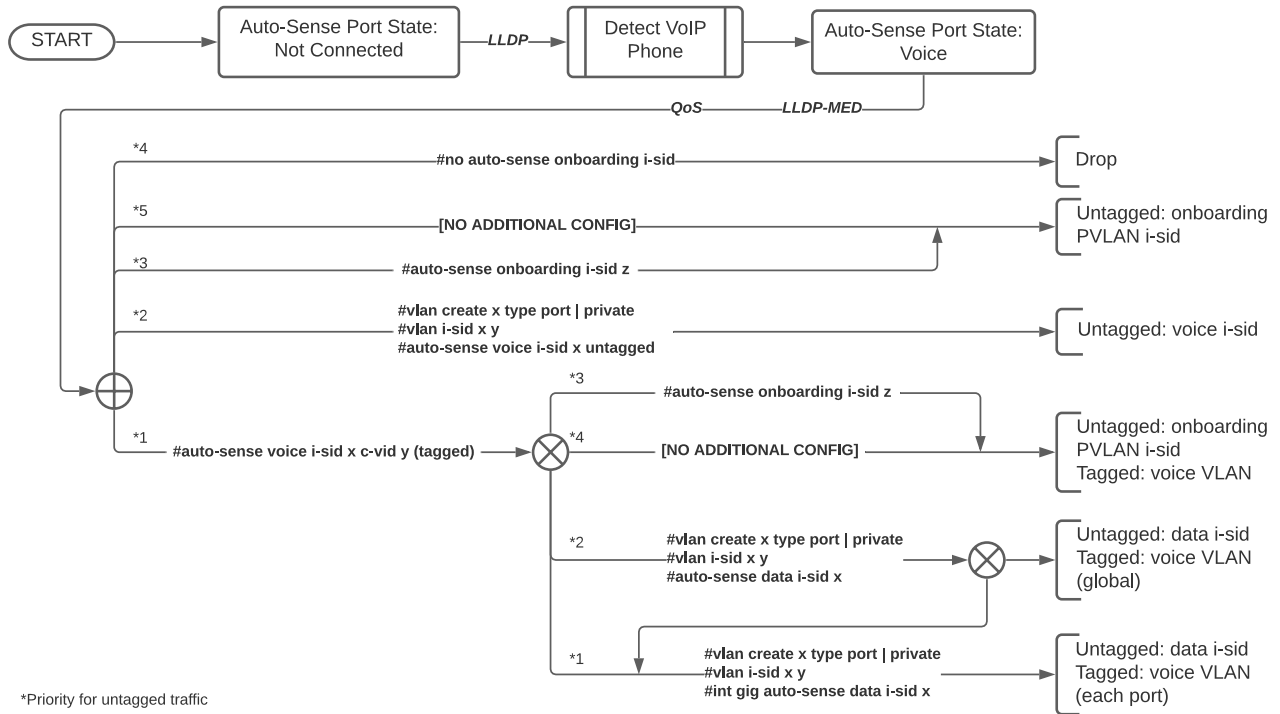 START
Auto-Sense Port State:
Not Connected
LLDP
Detect VoIP
Phone
Auto-Sense Port State:
Voice
QoS
LLDP-MED
*4
#no auto-sense onboarding i-sid
Drop
*5
[NO ADDITIONAL CONFIG]
Untagged: onboarding
PVLAN i-sid
*3
#auto-sense onboarding i-sid z
*2
#vlan create x type port | private
#vlan i-sid x y
#auto-sense voice i-sid x untagged
Untagged: voice i-sid
*1
#auto-sense voice i-sid x c-vid y (tagged)
*3
#auto-sense onboarding i-sid z
*4
[NO ADDITIONAL CONFIG]
Untagged: onboarding
PVLAN i-sid
Tagged: voice VLAN
*2
#vlan create x type port | private
#vlan i-sid x y
#auto-sense data i-sid x
Untagged: data i-sid
Tagged: voice VLAN
(global)
*1
#vlan create x type port | private
#vlan i-sid x y
#int gig auto-sense data i-sid x
Untagged: data i-sid
Tagged: voice VLAN
(each port)
*Priority for untagged traffic